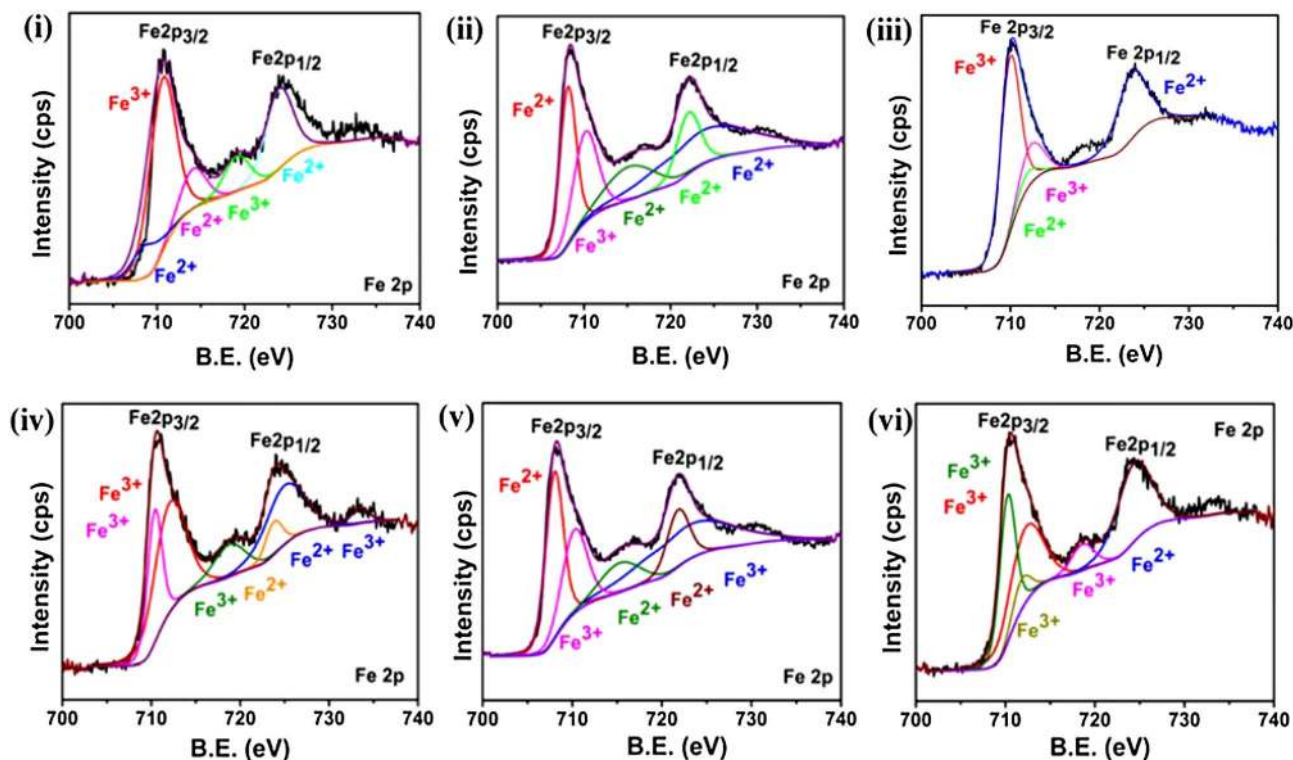 (i)
Fe2p3/2
Fe2p1/2
Fe3+
Fe2+
Fe3+
Fe2+
Fe2+
Fe 2p
Intensity (cps)
700 710 720 730 740
B.E. (eV)
(ii)
Fe2p3/2
Fe2p1/2
Fe2+
Fe2+
Fe2+
Fe3+
Fe 2p
Intensity (cps)
700 710 720 730 740
B.E. (eV)
(iii)
Fe 2p3/2
Fe 2p1/2
Fe3+
Fe2+
Fe3+
Fe2+
Intensity (cps)
700 710 720 730 740
B.E. (eV)
(iv)
Fe2p3/2
Fe2p1/2
Fe3+
Fe3+
Fe2+ Fe3+
Fe3+
Fe2+
Fe 2p
Intensity (cps)
700 710 720 730 740
B.E. (eV)
(v)
Fe2p3/2
Fe2p1/2
Fe2+
Fe3+
Fe2+
Fe2+
Fe3+
Fe 2p
Intensity (cps)
700 710 720 730 740
B.E. (eV)
(vi)
Fe2p3/2
Fe 2p
Fe2p1/2
Fe3+
Fe3+
Fe2+
Fe3+
Fe3+
Intensity (cps)
700 710 720 730 740
B.E. (eV)